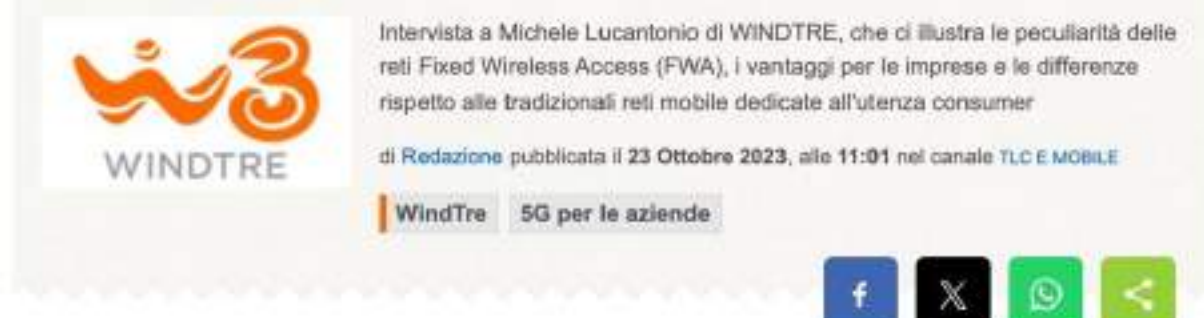 Intervista a Michele Lucantonio di WINDTRE, che ci illustra le peculiarità delle
reti Fixed Wireless Access (FWA), i vantaggi per le imprese e le differenze
rispetto alle tradizionali reti mobile dedicate all'utenza consumer
WINDTRE
di Redazione pubblicata il 23 Ottobre 2023, alle 11:01 nel canale TLC E MOBILE
WindTre 5G per le aziende